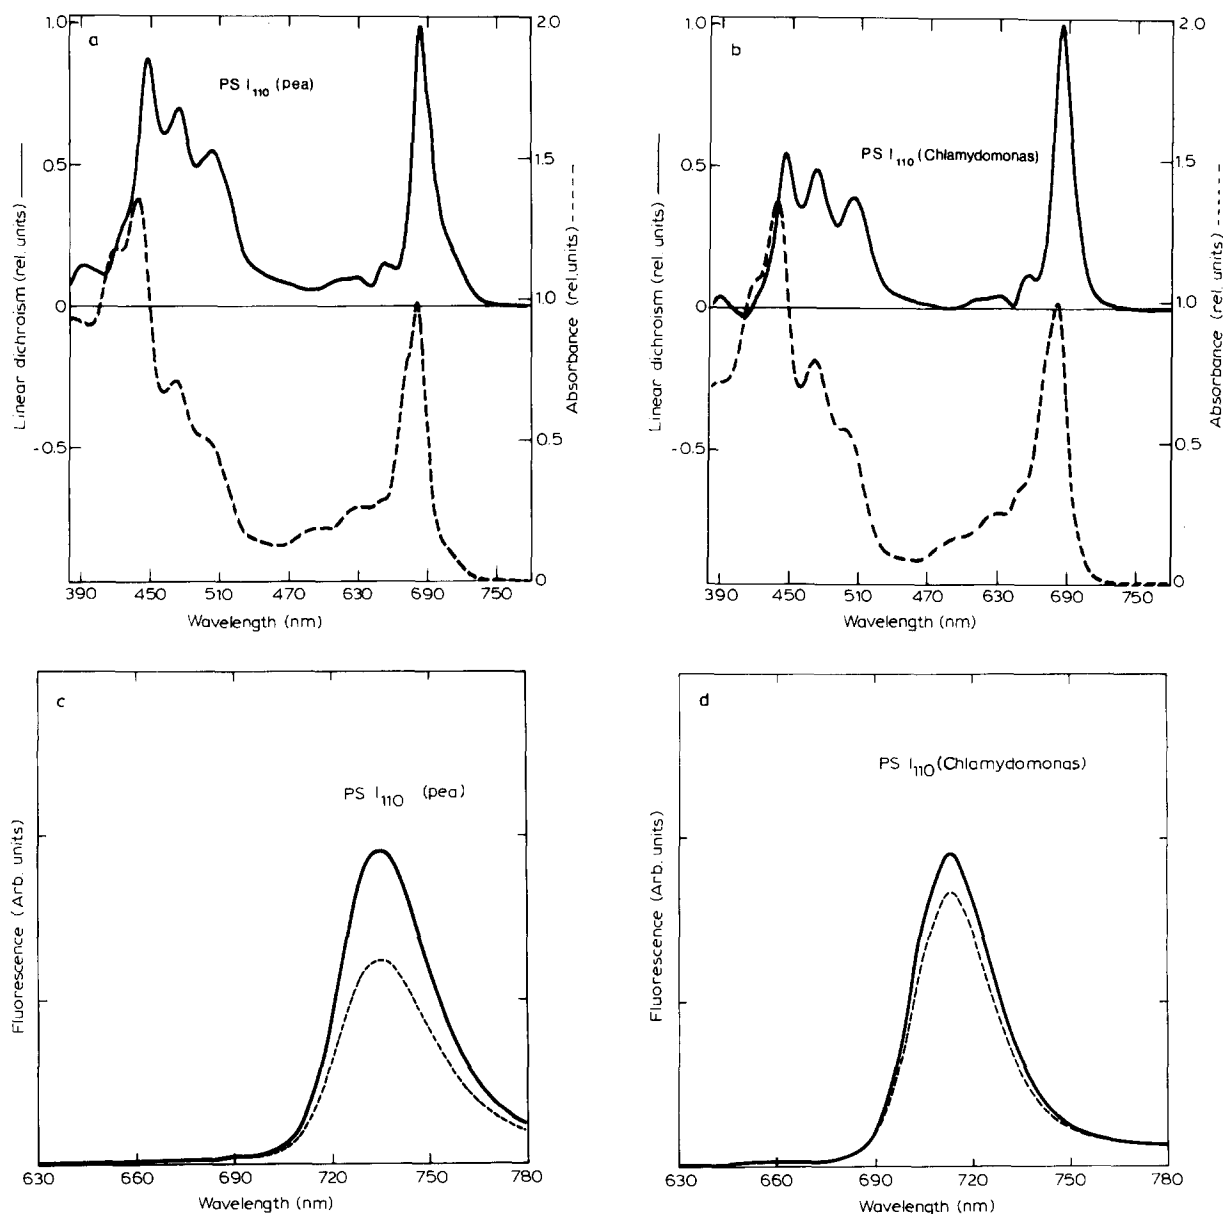 a
PS I110 (pea)
1.0
0.5
0
-0.5
Linear dichroism (rel. units) ——
2.0
1.5
1.0
0.5
0
Absorbance (rel. units) ----
390 450 510 470 630 690 750
Wavelength (nm)
b
PS I110 (Chlamydomonas)
1.0
0.5
0
-0.5
Linear dichroism (rel. units) ——
2.0
1.5
1.0
0.5
0
Absorbance (rel. units) ----
390 450 510 470 630 690 750
Wavelength (nm)
c
PS I110 (pea)
Fluorescence (Arb. units)
630 660 690 720 750 780
Wavelength (nm)
d
PS I110 (Chlamydomonas)
Fluorescence (Arb. units)
630 660 690 720 750 780
Wavelength (nm)